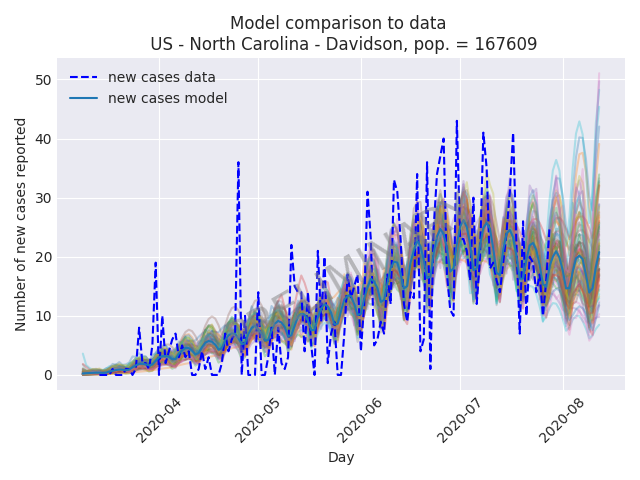 Model comparison to data
US - North Carolina - Davidson, pop. = 167609
new cases data
new cases model
Number of new cases reported
50
40
30
20
10
0
2020-04
2020-05
2020-06
2020-07
2020-08
Day